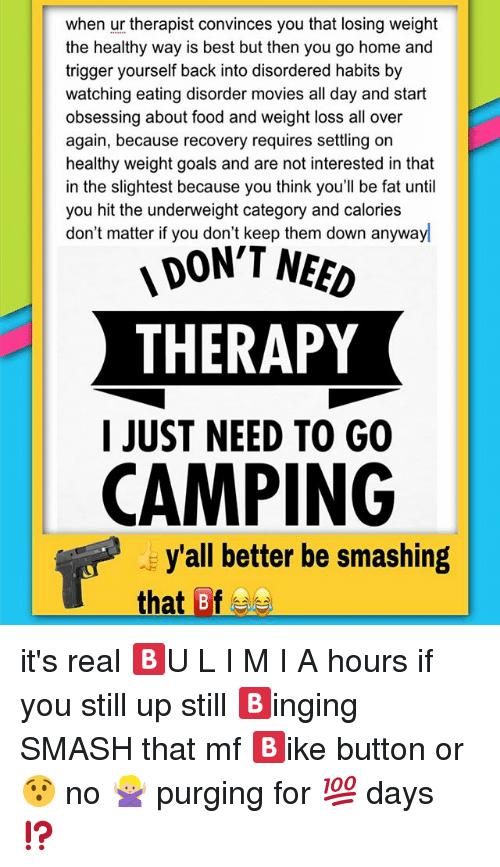 when ur therapist convinces you that losing weight
the healthy way is best but then you go home and
trigger yourself back into disordered habits by
watching eating disorder movies all day and start
obsessing about food and weight loss all over
again, because recovery requires settling on
healthy weight goals and are not interested in that
in the slightest because you think you'll be fat until
you hit the underweight category and calories
don't matter if you don't keep them down anyway
I DON'T NEED
THERAPY
I JUST NEED TO GO
CAMPING
👍 y'all better be smashing
that 🅱f 😂😂
it's real 🅱U L I M I A hours if
you still up still 🅱inging
SMASH that mf 🅱ike button or
😯 no 🙅🏼 purging for 💯 days
⁉